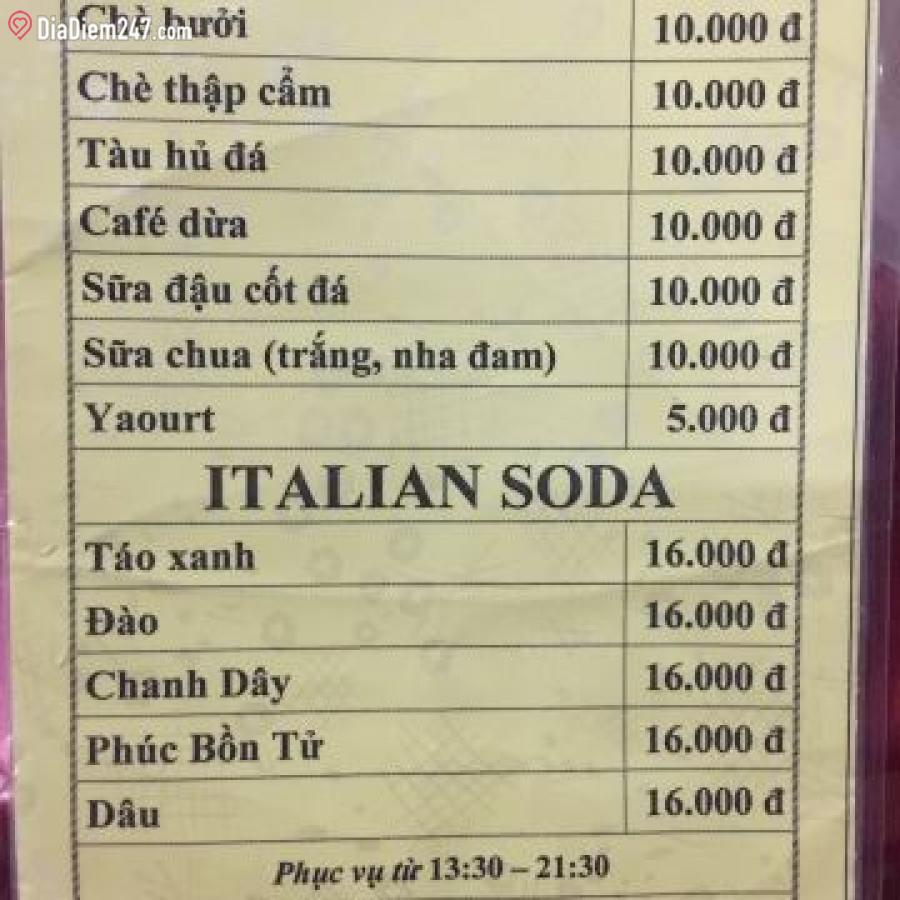 DiaDiem247.com
Chè bưởi 10.000 đ
Chè thập cẩm 10.000 đ
Tàu hủ đá 10.000 đ
Café dừa 10.000 đ
Sữa đậu cốt đá 10.000 đ
Sữa chua (trắng, nha đam) 10.000 đ
Yaourt 5.000 đ
ITALIAN SODA
Táo xanh 16.000 đ
Đào 16.000 đ
Chanh Dây 16.000 đ
Phúc Bồn Tử 16.000 đ
Dâu 16.000 đ
Phục vụ từ 13:30 – 21:30